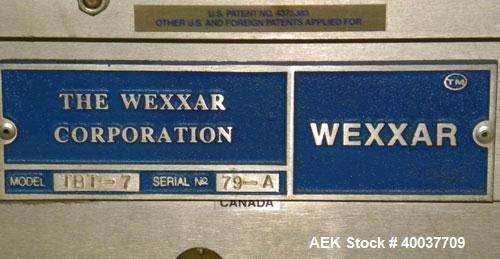 U.S. PATENT NO. 4375383
OTHER U.S. AND FOREIGN PATENTS APPLIED FOR
THE WEXXAR
CORPORATION
WEXXAR TM
MODEL TBT-7 SERIAL No 79-A
CANADA
AEK Stock # 40037709